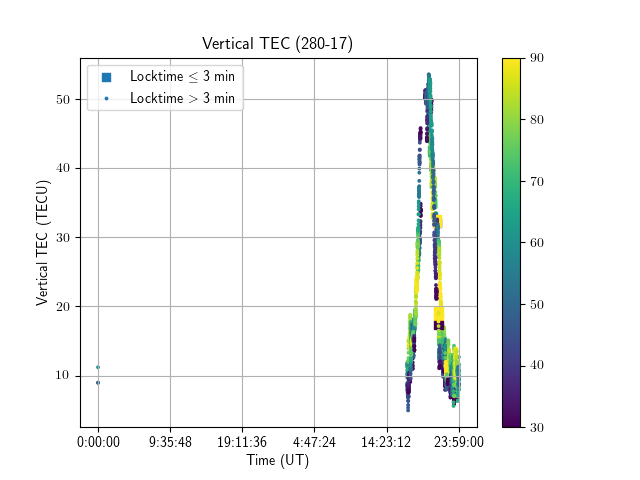 Vertical TEC (280-17)
Locktime ≤ 3 min
Locktime > 3 min
Vertical TEC (TECU)
50
40
30
20
10
0:00:00 9:35:48 19:11:36 4:47:24 14:23:12 23:59:00
Time (UT)
90
80
70
60
50
40
30